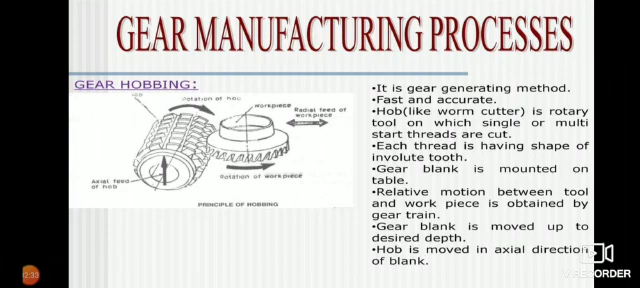 GEAR MANUFACTURING PROCESSES
GEAR HOBBING:
Rotation of hob
workpiece
Radial feed of
workpiece
Axial feed
of hob
Rotation of workpiece
PRINCIPLE OF HOBBING
•It is gear generating method.
•Fast and accurate.
•Hob(like worm cutter) is rotary
tool on which single or multi
start threads are cut.
•Each thread is having shape of
involute tooth.
•Gear blank is mounted on
table.
•Relative motion between tool
and work piece is obtained by
gear train.
•Gear blank is moved up to
desired depth.
•Hob is moved in axial direction
of blank.
RECORDER